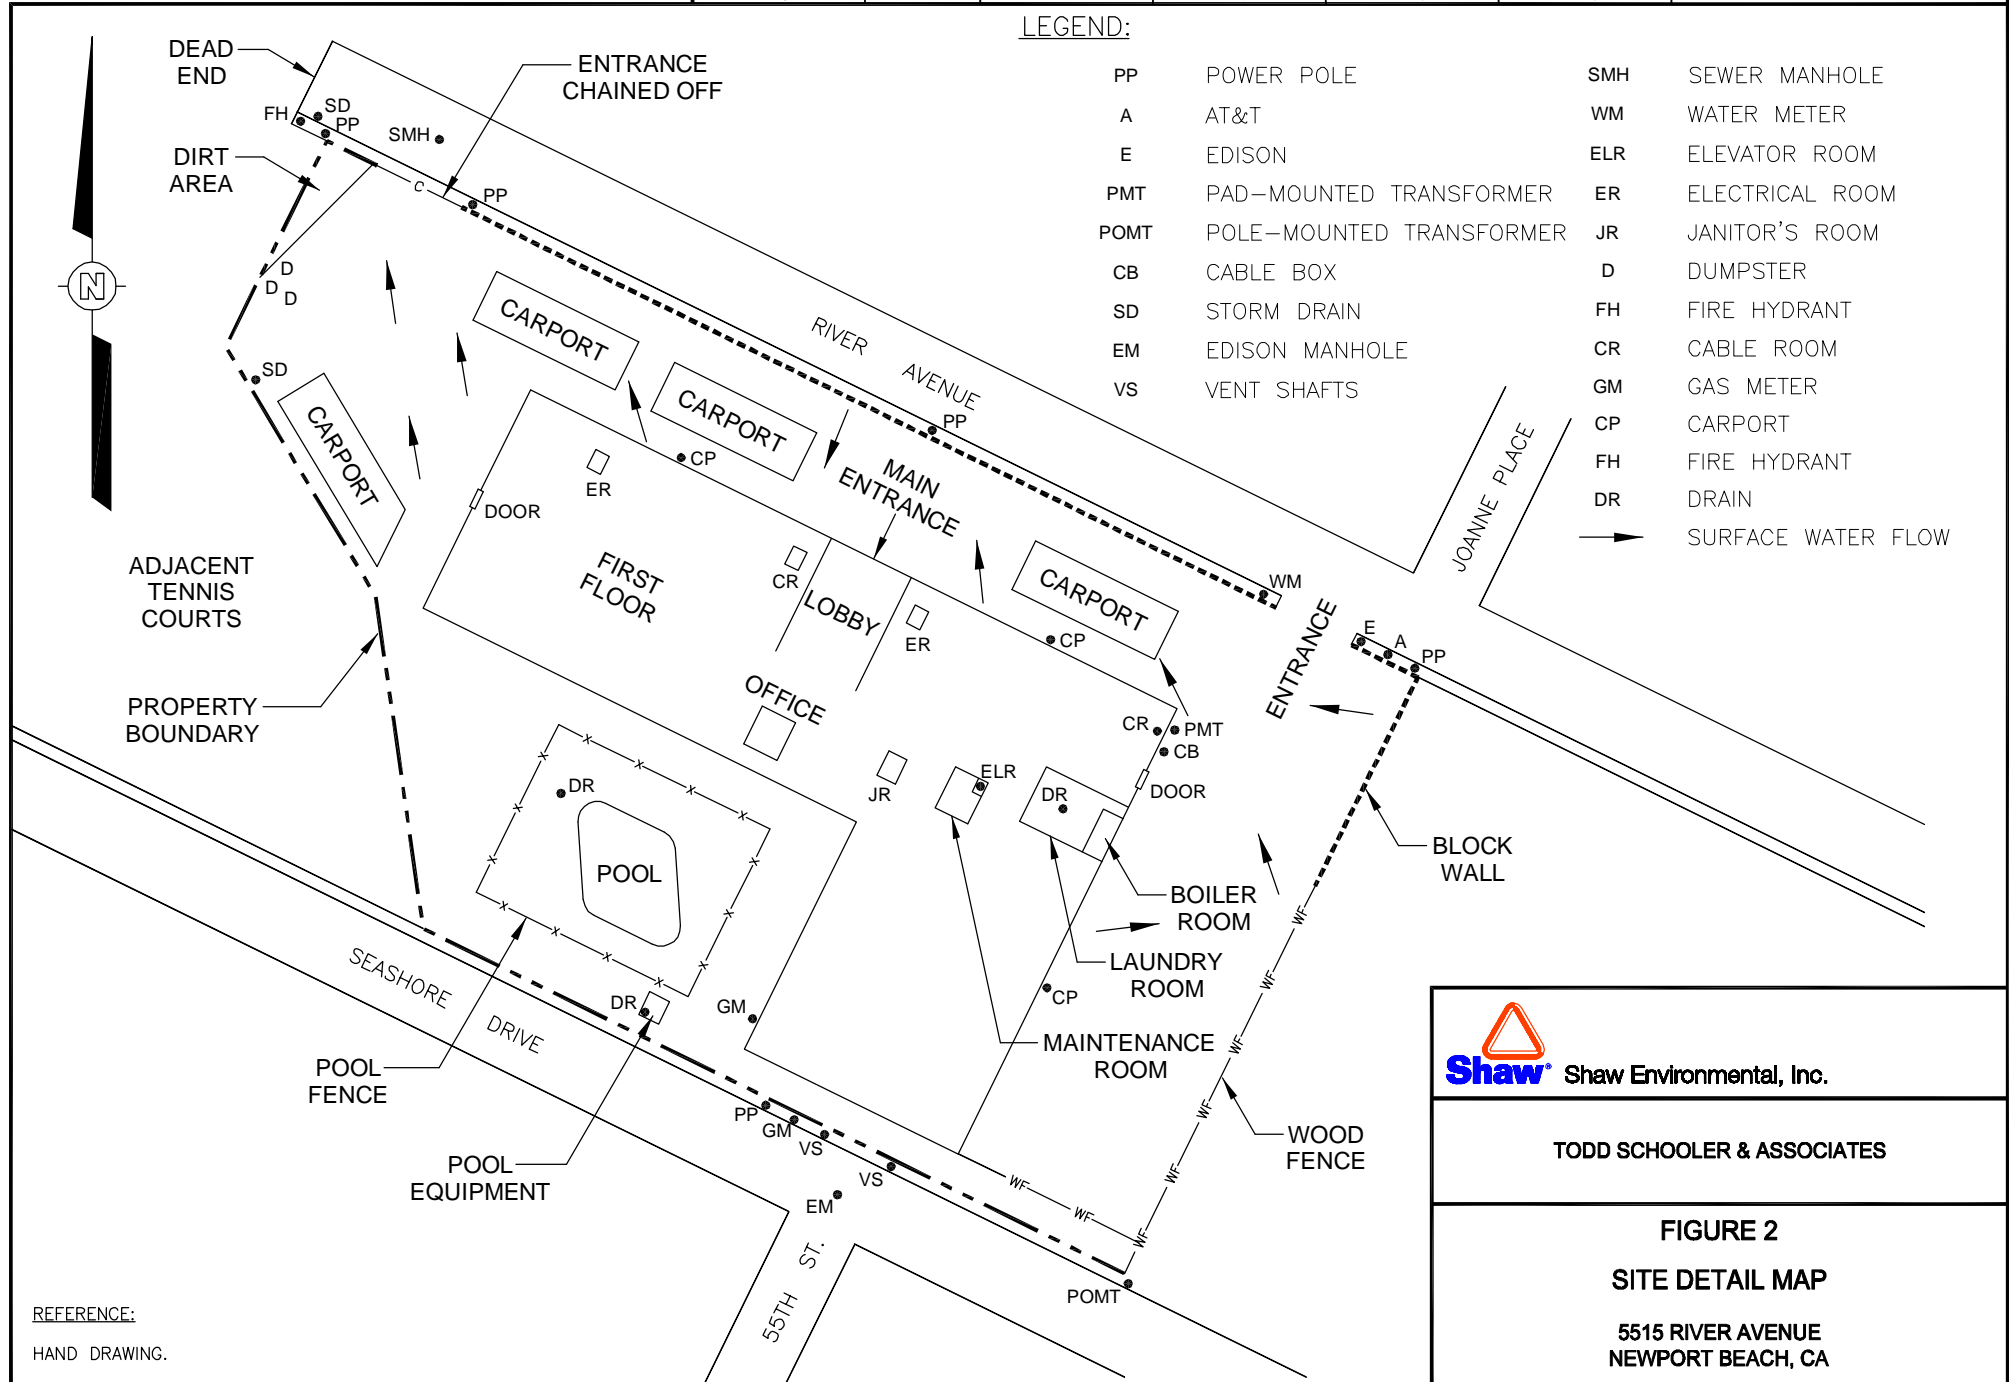 LEGEND:
PP POWER POLE
A AT&T
E EDISON
PMT PAD-MOUNTED TRANSFORMER
POMT POLE-MOUNTED TRANSFORMER
CB CABLE BOX
SD STORM DRAIN
EM EDISON MANHOLE
VS VENT SHAFTS
SMH SEWER MANHOLE
WM WATER METER
ELR ELEVATOR ROOM
ER ELECTRICAL ROOM
JR JANITOR'S ROOM
D DUMPSTER
FH FIRE HYDRANT
CR CABLE ROOM
GM GAS METER
CP CARPORT
FH FIRE HYDRANT
DR DRAIN
SURFACE WATER FLOW
DEAD
END
ENTRANCE
CHAINED OFF
FH
SD
PP
SMH
DIRT
AREA
C
PP
N
D
D
D
CARPORT
RIVER
AVENUE
SD
CARPORT
CARPORT
PP
CP
MAIN
ENTRANCE
JOANNE PLACE
ER
DOOR
FIRST
FLOOR
CR
LOBBY
ER
CARPORT
CP
WM
ENTRANCE
E
A
PP
ADJACENT
TENNIS
COURTS
PROPERTY
BOUNDARY
OFFICE
CR
PMT
CB
DOOR
JR
ELR
DR
X
X
X
X
X
X
X
X
X
X
X
X
X
X
DR
POOL
BLOCK
WALL
BOILER
ROOM
LAUNDRY
ROOM
CP
MAINTENANCE
ROOM
SEASHORE
DRIVE
DR
GM
POOL
FENCE
PP
GM
VS
VS
EM
POOL
EQUIPMENT
WF
WF
WF
WF
WF
WF
WF
WF
WOOD
FENCE
POMT
55TH ST.
REFERENCE:
HAND DRAWING.
Shaw® Shaw Environmental, Inc.
TODD SCHOOLER & ASSOCIATES
FIGURE 2
SITE DETAIL MAP
5515 RIVER AVENUE
NEWPORT BEACH, CA